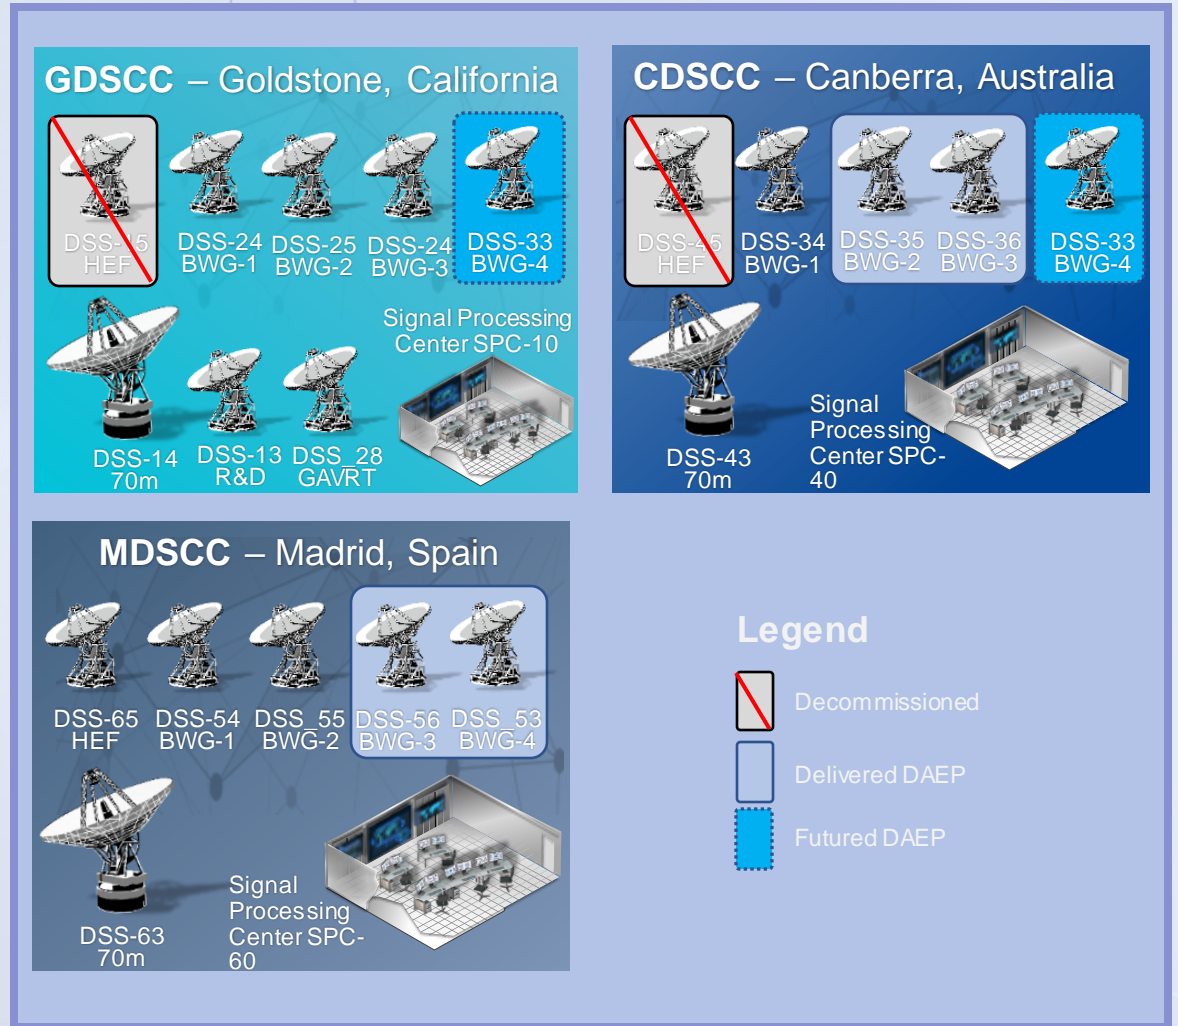 GDSCC – Goldstone, California
DSS-15
HEF
DSS-24
BWG-1
DSS-25
BWG-2
DSS-24
BWG-3
DSS-33
BWG-4
DSS-14
70m
DSS-13
R&D
DSS_28
GAVRT
Signal Processing
Center SPC-10
CDSCC – Canberra, Australia
DSS-45
HEF
DSS-34
BWG-1
DSS-35
BWG-2
DSS-36
BWG-3
DSS-33
BWG-4
DSS-43
70m
Signal
Processing
Center SPC-
40
MDSCC – Madrid, Spain
DSS-65
HEF
DSS-54
BWG-1
DSS_55
BWG-2
DSS-56
BWG-3
DSS_53
BWG-4
DSS-63
70m
Signal
Processing
Center SPC-
60
Legend
Decommissioned
Delivered DAEP
Futured DAEP